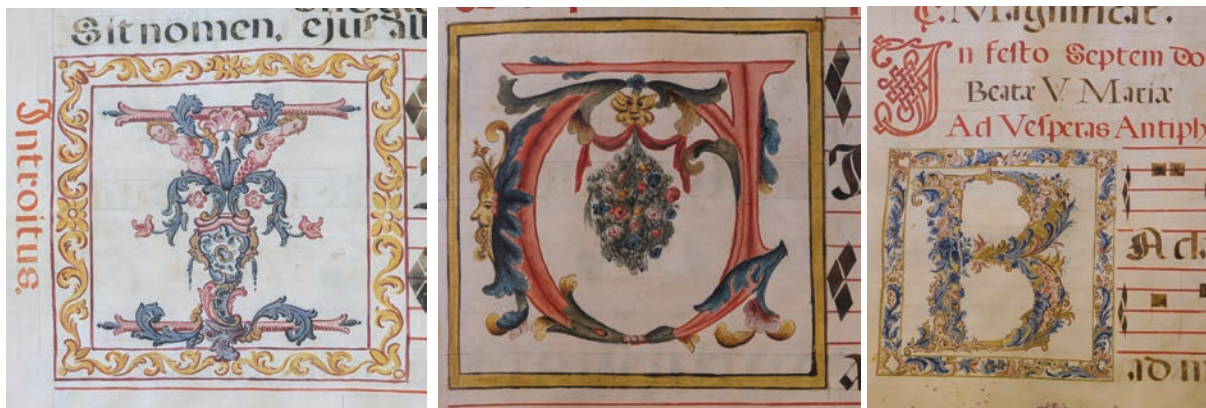 Sit nomen, ejus
Introitus.
I
Magnificat.
In festo Septem Do
Beatæ V. Mariæ
Ad Vesperas Antiph
B